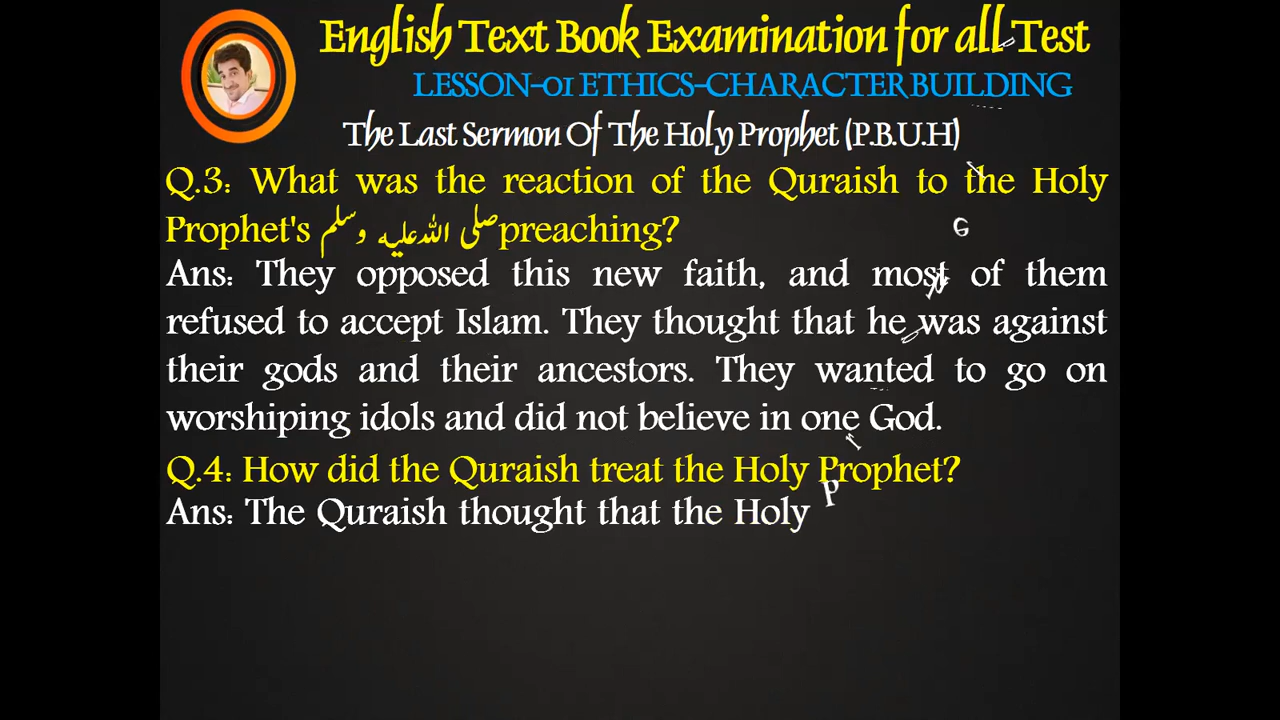 English Text Book Examination for all Test
LESSON-01 ETHICS-CHARACTER BUILDING
The Last Sermon Of The Holy Prophet (P.B.U.H)
Q.3: What was the reaction of the Quraish to the Holy
Prophet's صلی اللہ علیہ وسلم preaching?
Ans: They opposed this new faith, and most of them
refused to accept Islam. They thought that he was against
their gods and their ancestors. They wanted to go on
worshiping idols and did not believe in one God.
Q.4: How did the Quraish treat the Holy Prophet?
Ans: The Quraish thought that the Holy P